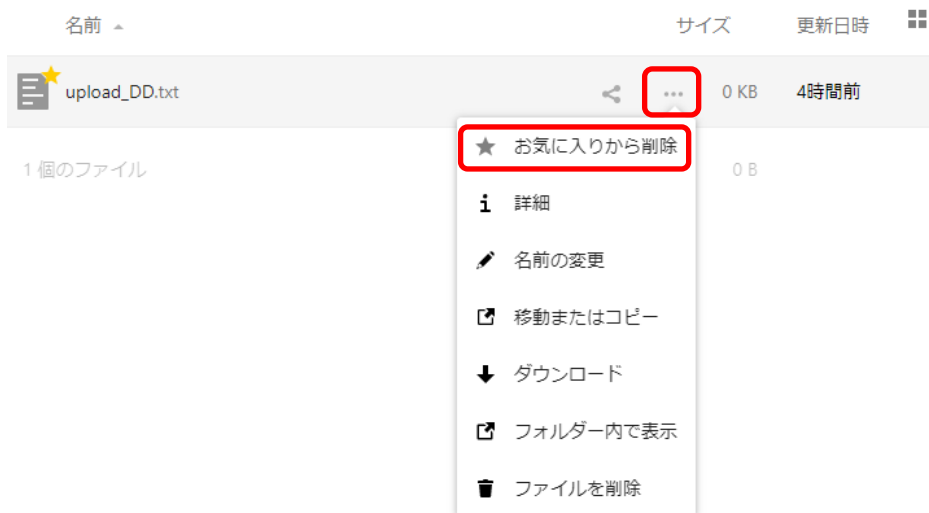 名前
サイズ
更新日時
upload_DD.txt
0 KB
4時間前
お気に入りから削除
1 個のファイル
0 B
詳細
名前の変更
移動またはコピー
ダウンロード
フォルダー内で表示
ファイルを削除